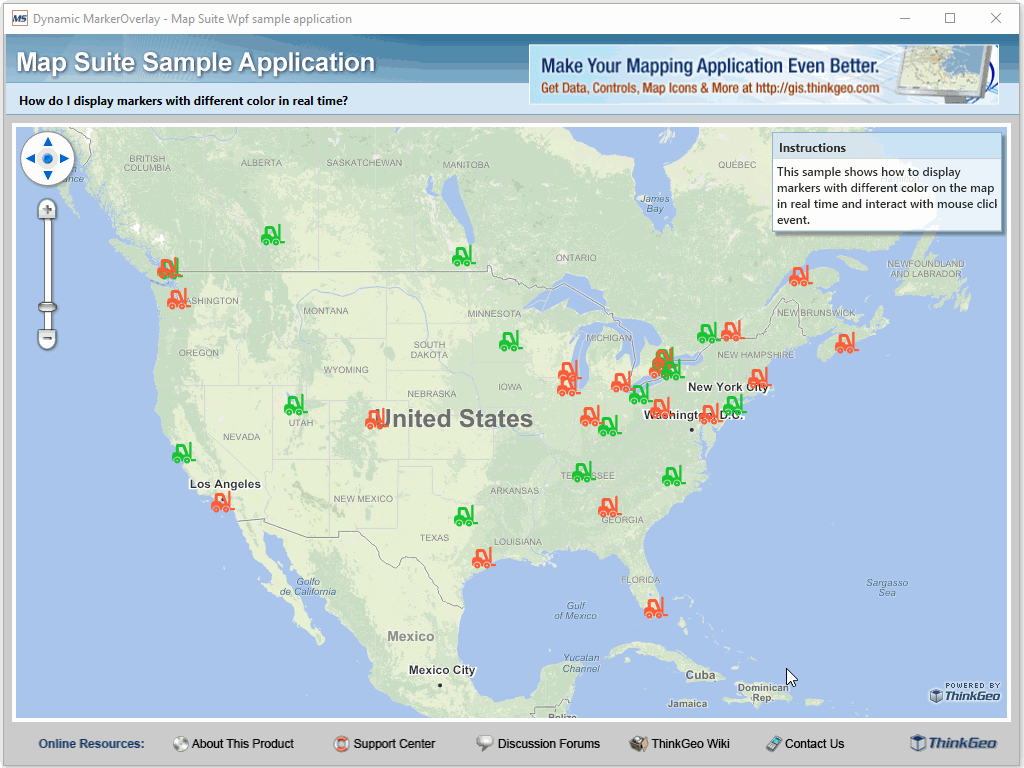 MS Dynamic MarkerOverlay - Map Suite Wpf sample application
Map Suite Sample Application
Make Your Mapping Application Even Better.
Get Data, Controls, Map Icons & More at http://gis.thinkgeo.com
How do I display markers with different color in real time?
Instructions
This sample shows how to display
markers with different color on the map
in real time and interact with mouse click
event.
BRITISH
COLUMBIA
ALBERTA
SASKATCHEWAN
MANITOBA
QUÉBEC
James
Bay
ONTARIO
NEWFOUNDLAND
AND LABRADOR
WASHINGTON
MONTANA
MINNESOTA
NEW BRUNSWICK
OREGON
SOUTH
DAKOTA
MICHIGAN
NEW HAMPSHIRE
WYOMING
IOWA
New York City
NEBRASKA
United States
Washington, D.C.
UTAH
NEVADA
Los Angeles
ARKANSAS
NEW MEXICO
GEORGIA
TEXAS
LOUISIANA
FLORIDA
Golfo
de California
Sargasso
Sea
Gulf
of Mexico
Mexico
Yucatan
Channel
Mexico City
Cuba
Dominican
Rep.
Jamaica
Belize
POWERED BY
ThinkGeo
Online Resources:
About This Product
Support Center
Discussion Forums
ThinkGeo Wiki
Contact Us
ThinkGeo